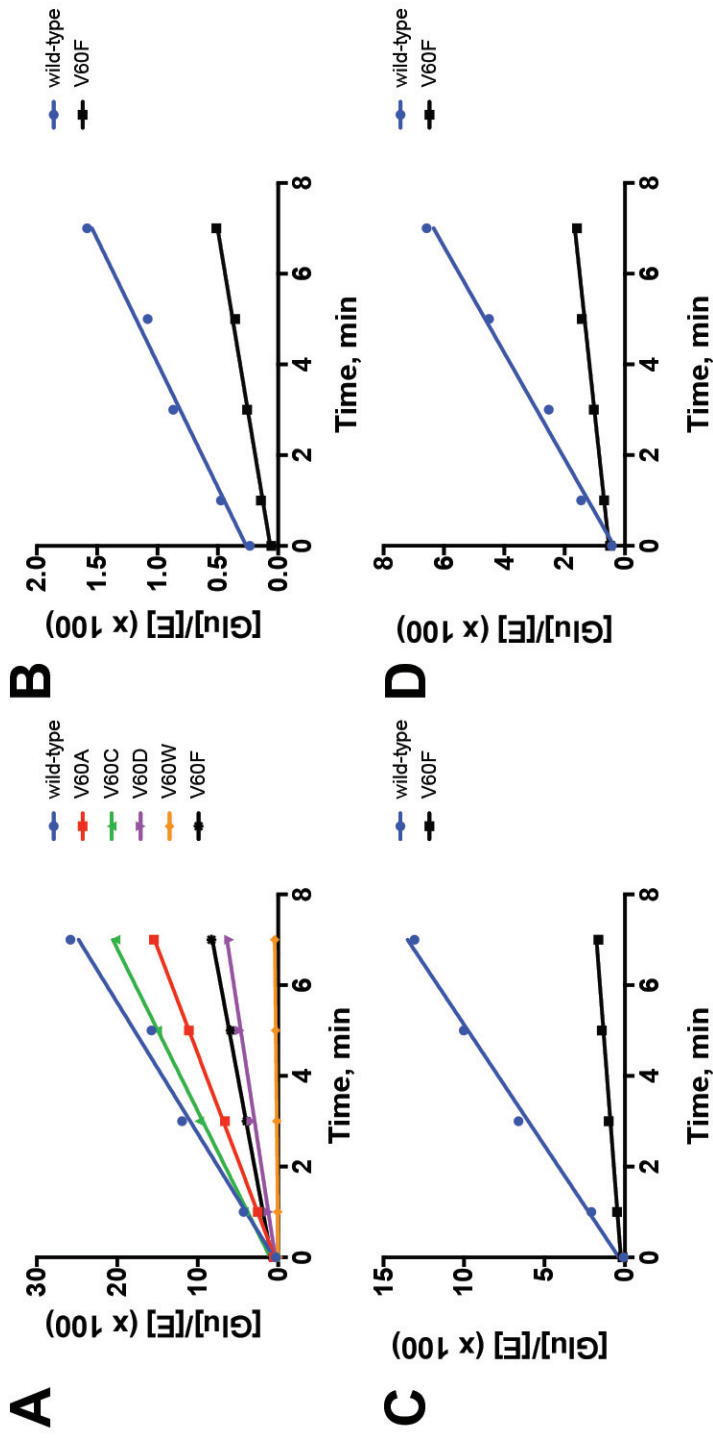 A
[Glu]/[E] (x 100)
30
20
10
0
0 2 4 6 8
Time, min
wild-type
V60A
V60C
V60D
V60W
V60F
B
[Glu]/[E] (x 100)
2.0
1.5
1.0
0.5
0.0
0 2 4 6 8
Time, min
wild-type
V60F
C
[Glu]/[E] (x 100)
15
10
5
0
0 2 4 6 8
Time, min
wild-type
V60F
D
[Glu]/[E] (x 100)
8
6
4
2
0
0 2 4 6 8
Time, min
wild-type
V60F